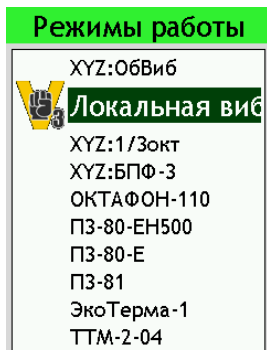 Режимы работы
XYZ:ОбВиб
3
Локальная виб
XYZ:1/3окт
XYZ:БПФ-3
ОКТАФОН-110
ПЗ-80-ЕН500
ПЗ-80-Е
ПЗ-81
ЭкоТерма-1
ТТМ-2-04